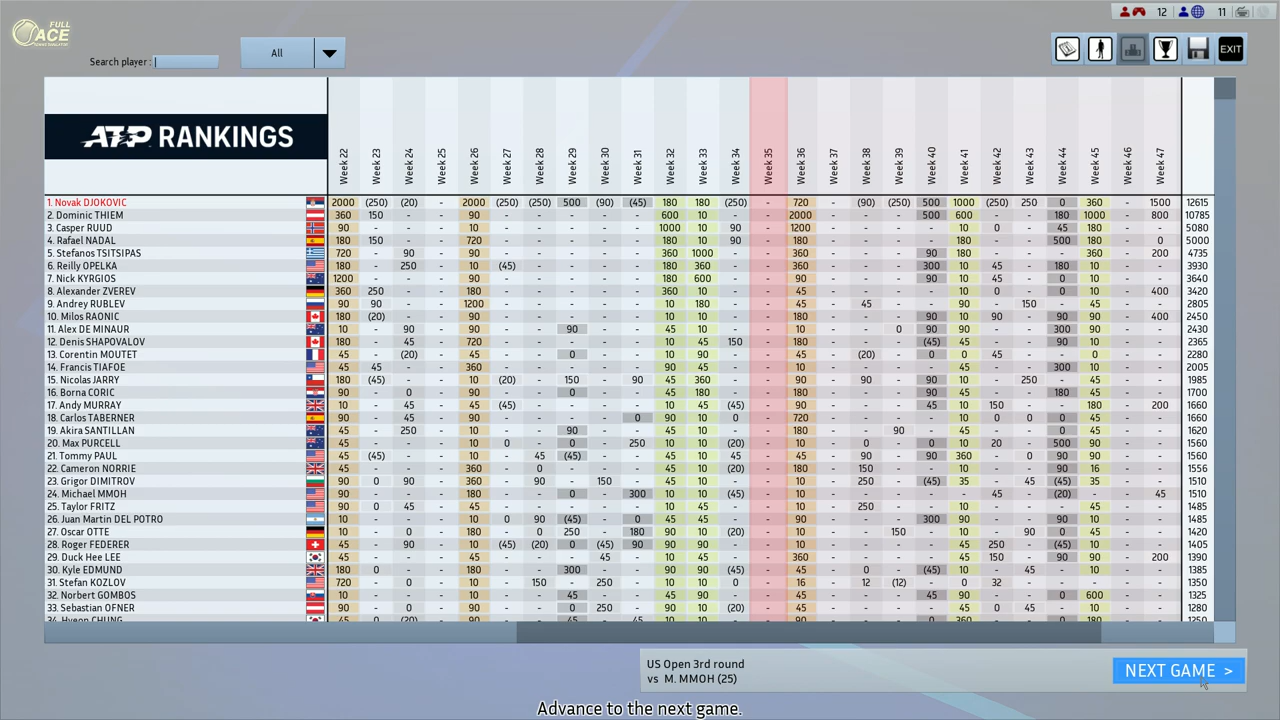 FULL ACE TENNIS SIMULATOR
12 11
Search player :
All
EXIT
ATP RANKINGS
Week 22 Week 23 Week 24 Week 25 Week 26 Week 27 Week 28 Week 29 Week 30 Week 31 Week 32 Week 33 Week 34 Week 35 Week 36 Week 37 Week 38 Week 39 Week 40 Week 41 Week 42 Week 43 Week 44 Week 45 Week 46 Week 47
1. Novak DJOKOVIC 2000 (250) (20) - 2000 (250) (250) 500 (90) (45) 180 180 (250) - 720 - (90) (250) 500 1000 (250) 250 0 360 - 1500 12615
2. Dominic THIEM 360 150 - - 90 - - - - - 600 10 - - 2000 - - - 500 600 - - 180 1000 - 800 10785
3. Casper RUUD 90 - - - 10 - - - - - 1000 10 90 - 1200 - - - - 10 0 - 45 180 - - 5080
4. Rafael NADAL 180 150 - - 720 - - - - - 180 10 90 - 180 - - - - 180 - - 500 45 - 0 5000
5. Stefanos TSITSIPAS 720 - 90 - 90 - - - - - 360 1000 - - 360 - - - 90 180 - - - 360 - 200 4735
6. Reilly OPELKA 180 - 250 - 10 (45) - - - - 180 360 - - 360 - - - 300 10 45 - 180 10 - - 3930
7. Nick KYRGIOS 1200 - - - 90 - - - - - 180 600 - - 90 - - - 90 10 45 - 0 10 - - 3640
8. Alexander ZVEREV 360 250 - - 180 - - - - - 10 10 - - 360 - - - - 10 0 - 0 45 - 400 3420
9. Andrey RUBLEV 90 90 - - 1200 - - - - - 10 180 - - 90 - 45 - - 90 - 150 - 45 - - 2805
10. Milos RAONIC 180 (20) - - 10 - - - - - 10 10 - - 180 - - - 90 10 90 - 90 90 - 400 2450
11. Alex DE MINAUR 10 - 90 - 90 - - 90 - - 45 10 - - 10 - - 0 90 90 - - 300 45 - - 2430
12. Denis SHAPOVALOV 180 - 45 - 720 - - - - - 10 45 150 - 180 - - - (45) 10 - - 90 10 - - 2365
13. Corentin MOUTET 45 - (20) - 45 - - 0 - - 10 90 - - 45 - (20) - 0 0 45 - - 0 - - 2280
14. Francis TIAFOE 45 45 - - 360 - - - - - 90 45 - - 10 - - - - 45 - - 300 10 - - 2005
15. Nicolas JARRY 180 (45) - - 10 (20) - 150 - 90 45 360 - - 90 - 90 - 90 10 - 250 - 45 - - 1985
16. Borna CORIC 90 - 0 - 90 - - 0 - - 10 180 - - 180 - - - 90 45 - - 180 45 - - 1700
17. Andy MURRAY 10 - 45 - 45 (45) - - - - 10 45 (45) - 90 - - - 45 10 150 - - 180 - 200 1660
18. Carlos TABERNER 90 - 45 - 90 - - - - 0 90 10 0 - 720 - - - - 10 0 0 0 45 - - 1660
19. Akira SANTILLAN 45 - 250 - 10 - - 90 - - 10 45 - - 180 - - 90 - 45 - - 0 45 - - 1620
20. Max PURCELL 45 - - - 10 0 - 0 - 250 10 10 (20) - 10 - 0 - 0 10 20 - 500 90 - - 1560
21. Tommy PAUL 45 (45) - - 10 - 45 (45) - - 10 45 45 - 10 - 90 - 90 360 - 0 90 45 - - 1560
22. Cameron NORRIE 45 - - - 360 - 0 - - - 10 45 (20) - 180 - 150 - - 10 - - 90 16 - - 1556
23. Grigor DIMITROV 90 0 90 - 360 - 90 - 150 - 10 10 - - 10 - 250 - (45) 35 - 45 (45) 35 - - 1510
24. Michael MMOH 90 - - - 180 - - 0 - 300 10 10 (45) - 10 - - - - - 45 - (20) - - 45 1510
25. Taylor FRITZ 90 0 45 - 45 - - - - - 10 10 - - 10 - 250 - - 10 - - - 45 - - 1485
26. Juan Martin DEL POTRO 10 - - - 10 0 90 (45) - 0 45 45 - - 10 - - - 300 90 - - 90 10 - - 1485
27. Oscar OTTE 10 - 0 - 180 - 0 250 - 180 90 10 (20) - 10 - - 150 - 10 - 90 0 45 - - 1420
28. Roger FEDERER 10 - 90 - 10 (45) (20) 0 (45) 90 90 90 - - 10 - - - - 45 250 - (45) 10 - - 1405
29. Duck Hee LEE 45 - - - 45 - - - 45 - 10 10 - - 360 - - - - 45 150 - 90 90 - 200 1390
30. Kyle EDMUND 180 0 - - 180 - - 300 - - 90 90 (45) - 45 - 0 - (45) 10 - 45 - 10 - - 1385
31. Stefan KOZLOV 720 - - - 10 - 150 - 250 - 10 10 0 - 16 - 12 (12) - 0 32 - - - - - 1350
32. Norbert GOMBOS 10 - - - 10 - - 45 - - 45 90 - - 10 - - - 45 90 - - 0 600 - - 1325
33. Sebastian OFNER 90 - 0 - 90 - - 0 250 - 10 10 (20) - 90 - - - - 45 0 45 - 10 - - 1280
34. Hyeon CHUNG 45 0 (20) - 90 - - 45 - 45 10 10 - - 90 - - - 0 360 - - 45 180 - - 1250
US Open 3rd round
vs M. MMOH (25)
NEXT GAME >
Advance to the next game.